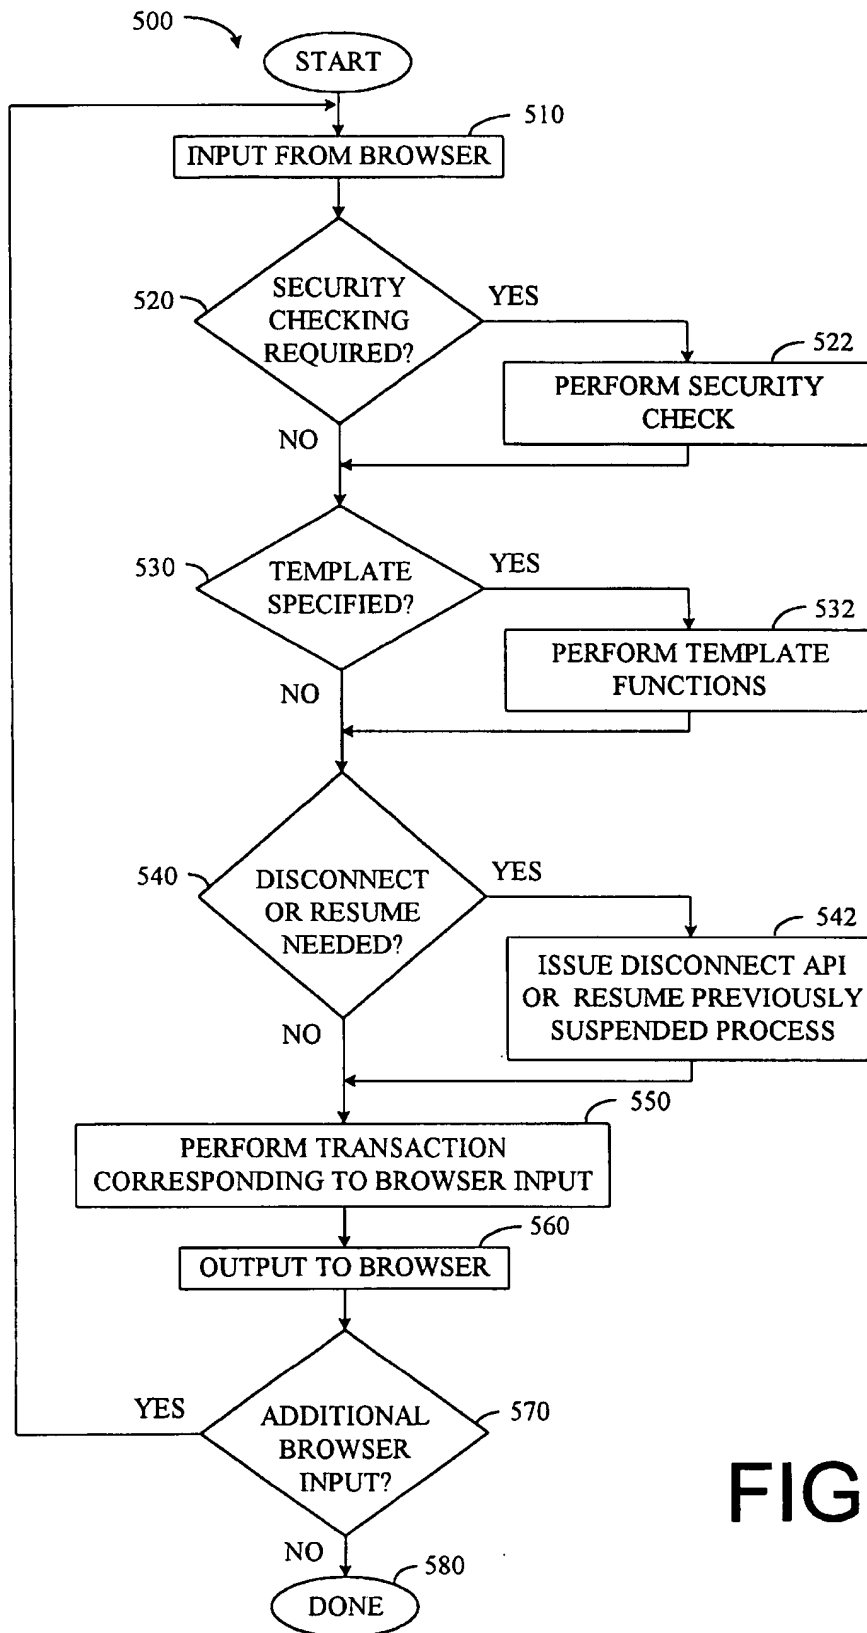 500
START
510
INPUT FROM BROWSER
520
SECURITY
CHECKING
REQUIRED?
YES
522
PERFORM SECURITY
CHECK
NO
530
TEMPLATE
SPECIFIED?
YES
532
PERFORM TEMPLATE
FUNCTIONS
NO
540
DISCONNECT
OR RESUME
NEEDED?
YES
542
ISSUE DISCONNECT API
OR RESUME PREVIOUSLY
SUSPENDED PROCESS
NO
550
PERFORM TRANSACTION
CORRESPONDING TO BROWSER INPUT
560
OUTPUT TO BROWSER
YES
570
ADDITIONAL
BROWSER
INPUT?
FIG
NO
580
DONE